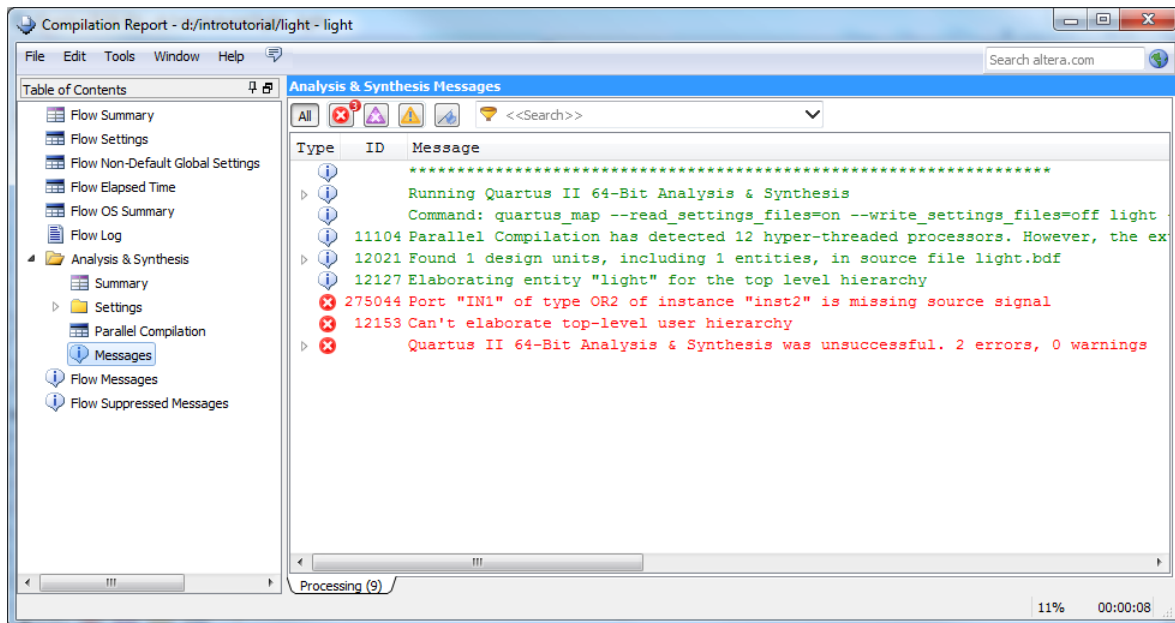 Compilation Report - d:/introtutorial/light - light
File Edit Tools Window Help
Search altera.com
Table of Contents
Flow Summary
Flow Settings
Flow Non-Default Global Settings
Flow Elapsed Time
Flow OS Summary
Flow Log
Analysis & Synthesis
Summary
Settings
Parallel Compilation
Messages
Flow Messages
Flow Suppressed Messages
Analysis & Synthesis Messages
All 3 <<Search>>
Type ID Message
**********************************************************************
Running Quartus II 64-Bit Analysis & Synthesis
Command: quartus_map --read_settings_files=on --write_settings_files=off light
11104 Parallel Compilation has detected 12 hyper-threaded processors. However, the ex
12021 Found 1 design units, including 1 entities, in source file light.bdf
12127 Elaborating entity "light" for the top level hierarchy
275044 Port "IN1" of type OR2 of instance "inst2" is missing source signal
12153 Can't elaborate top-level user hierarchy
Quartus II 64-Bit Analysis & Synthesis was unsuccessful. 2 errors, 0 warnings
Processing (9)
11% 00:00:08